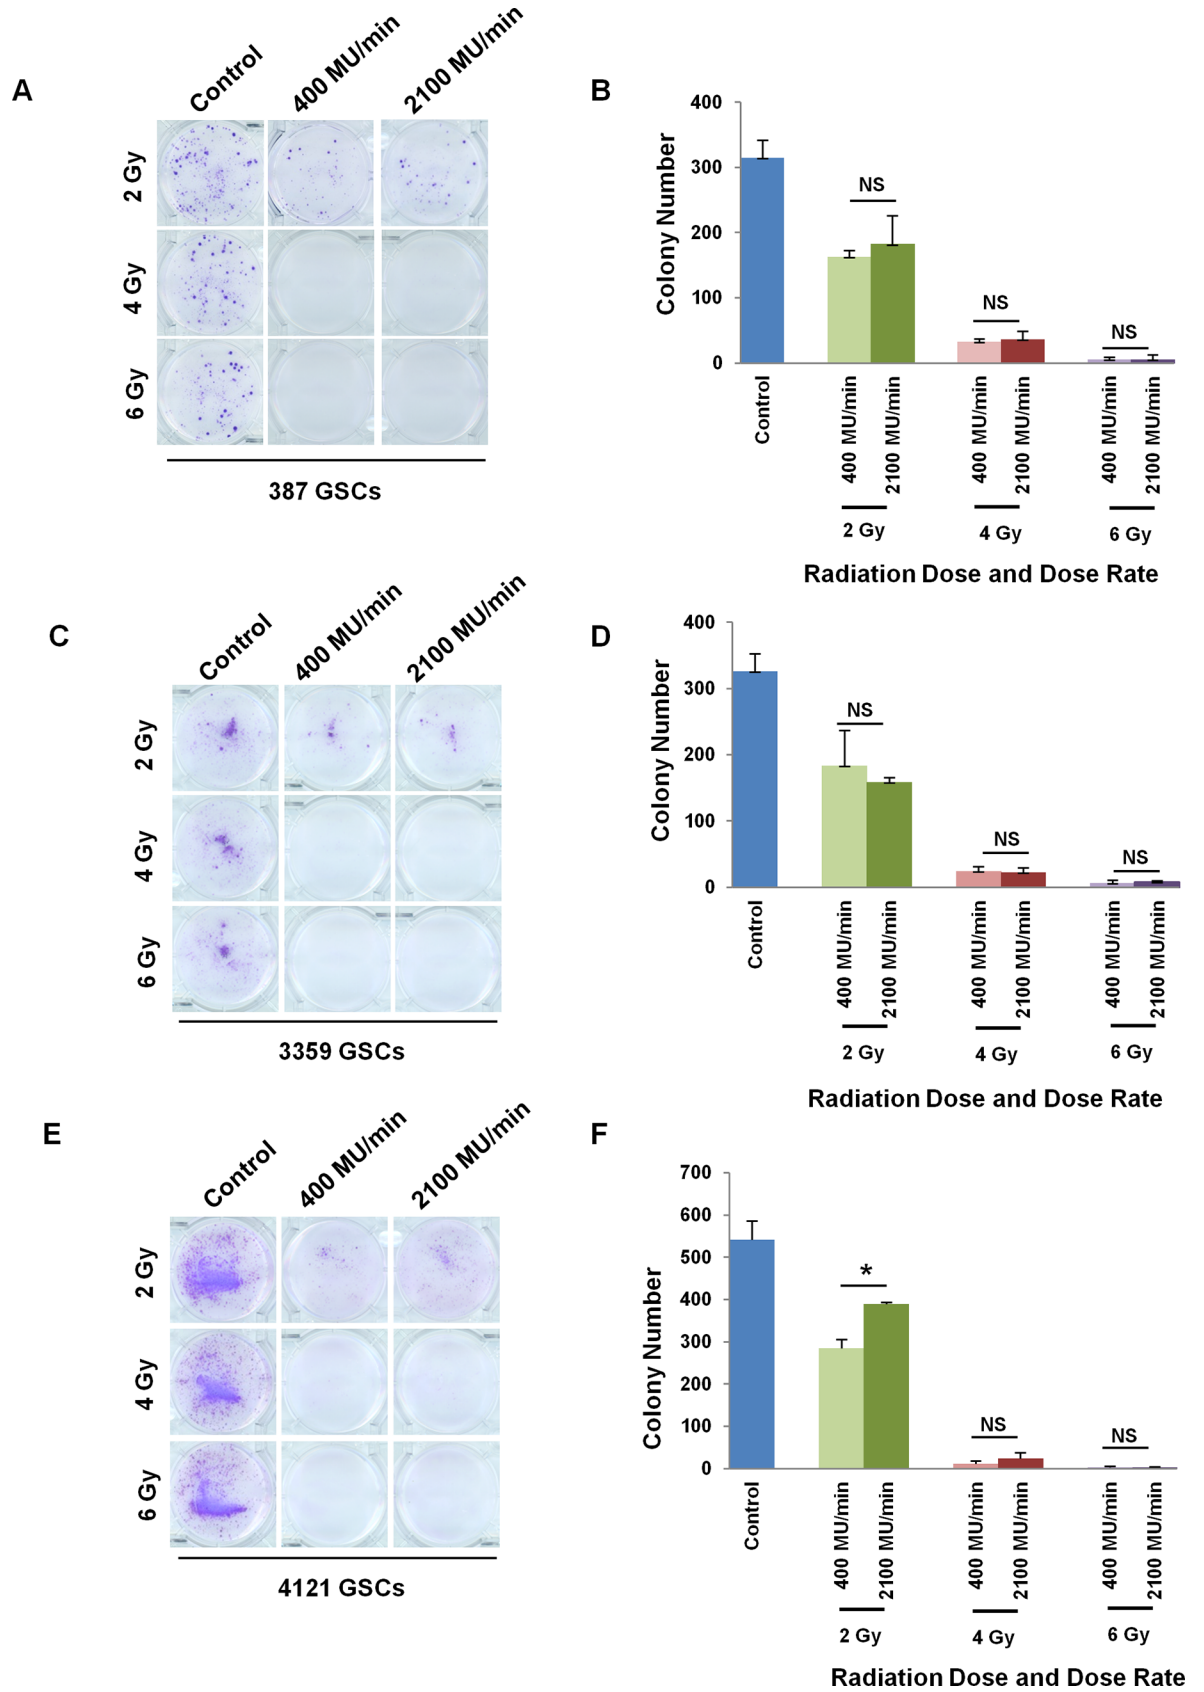 A
Control
400 MU/min
2100 MU/min
2 Gy
4 Gy
6 Gy
387 GSCs
B
Colony Number
400
300
200
100
0
NS
NS
NS
Control
400 MU/min
2100 MU/min
400 MU/min
2100 MU/min
400 MU/min
2100 MU/min
2 Gy
4 Gy
6 Gy
Radiation Dose and Dose Rate
C
Control
400 MU/min
2100 MU/min
2 Gy
4 Gy
6 Gy
3359 GSCs
D
Colony Number
400
300
200
100
0
NS
NS
NS
Control
400 MU/min
2100 MU/min
400 MU/min
2100 MU/min
400 MU/min
2100 MU/min
2 Gy
4 Gy
6 Gy
Radiation Dose and Dose Rate
E
Control
400 MU/min
2100 MU/min
2 Gy
4 Gy
6 Gy
4121 GSCs
F
Colony Number
700
600
500
400
300
200
100
0
*
NS
NS
Control
400 MU/min
2100 MU/min
400 MU/min
2100 MU/min
400 MU/min
2100 MU/min
2 Gy
4 Gy
6 Gy
Radiation Dose and Dose Rate